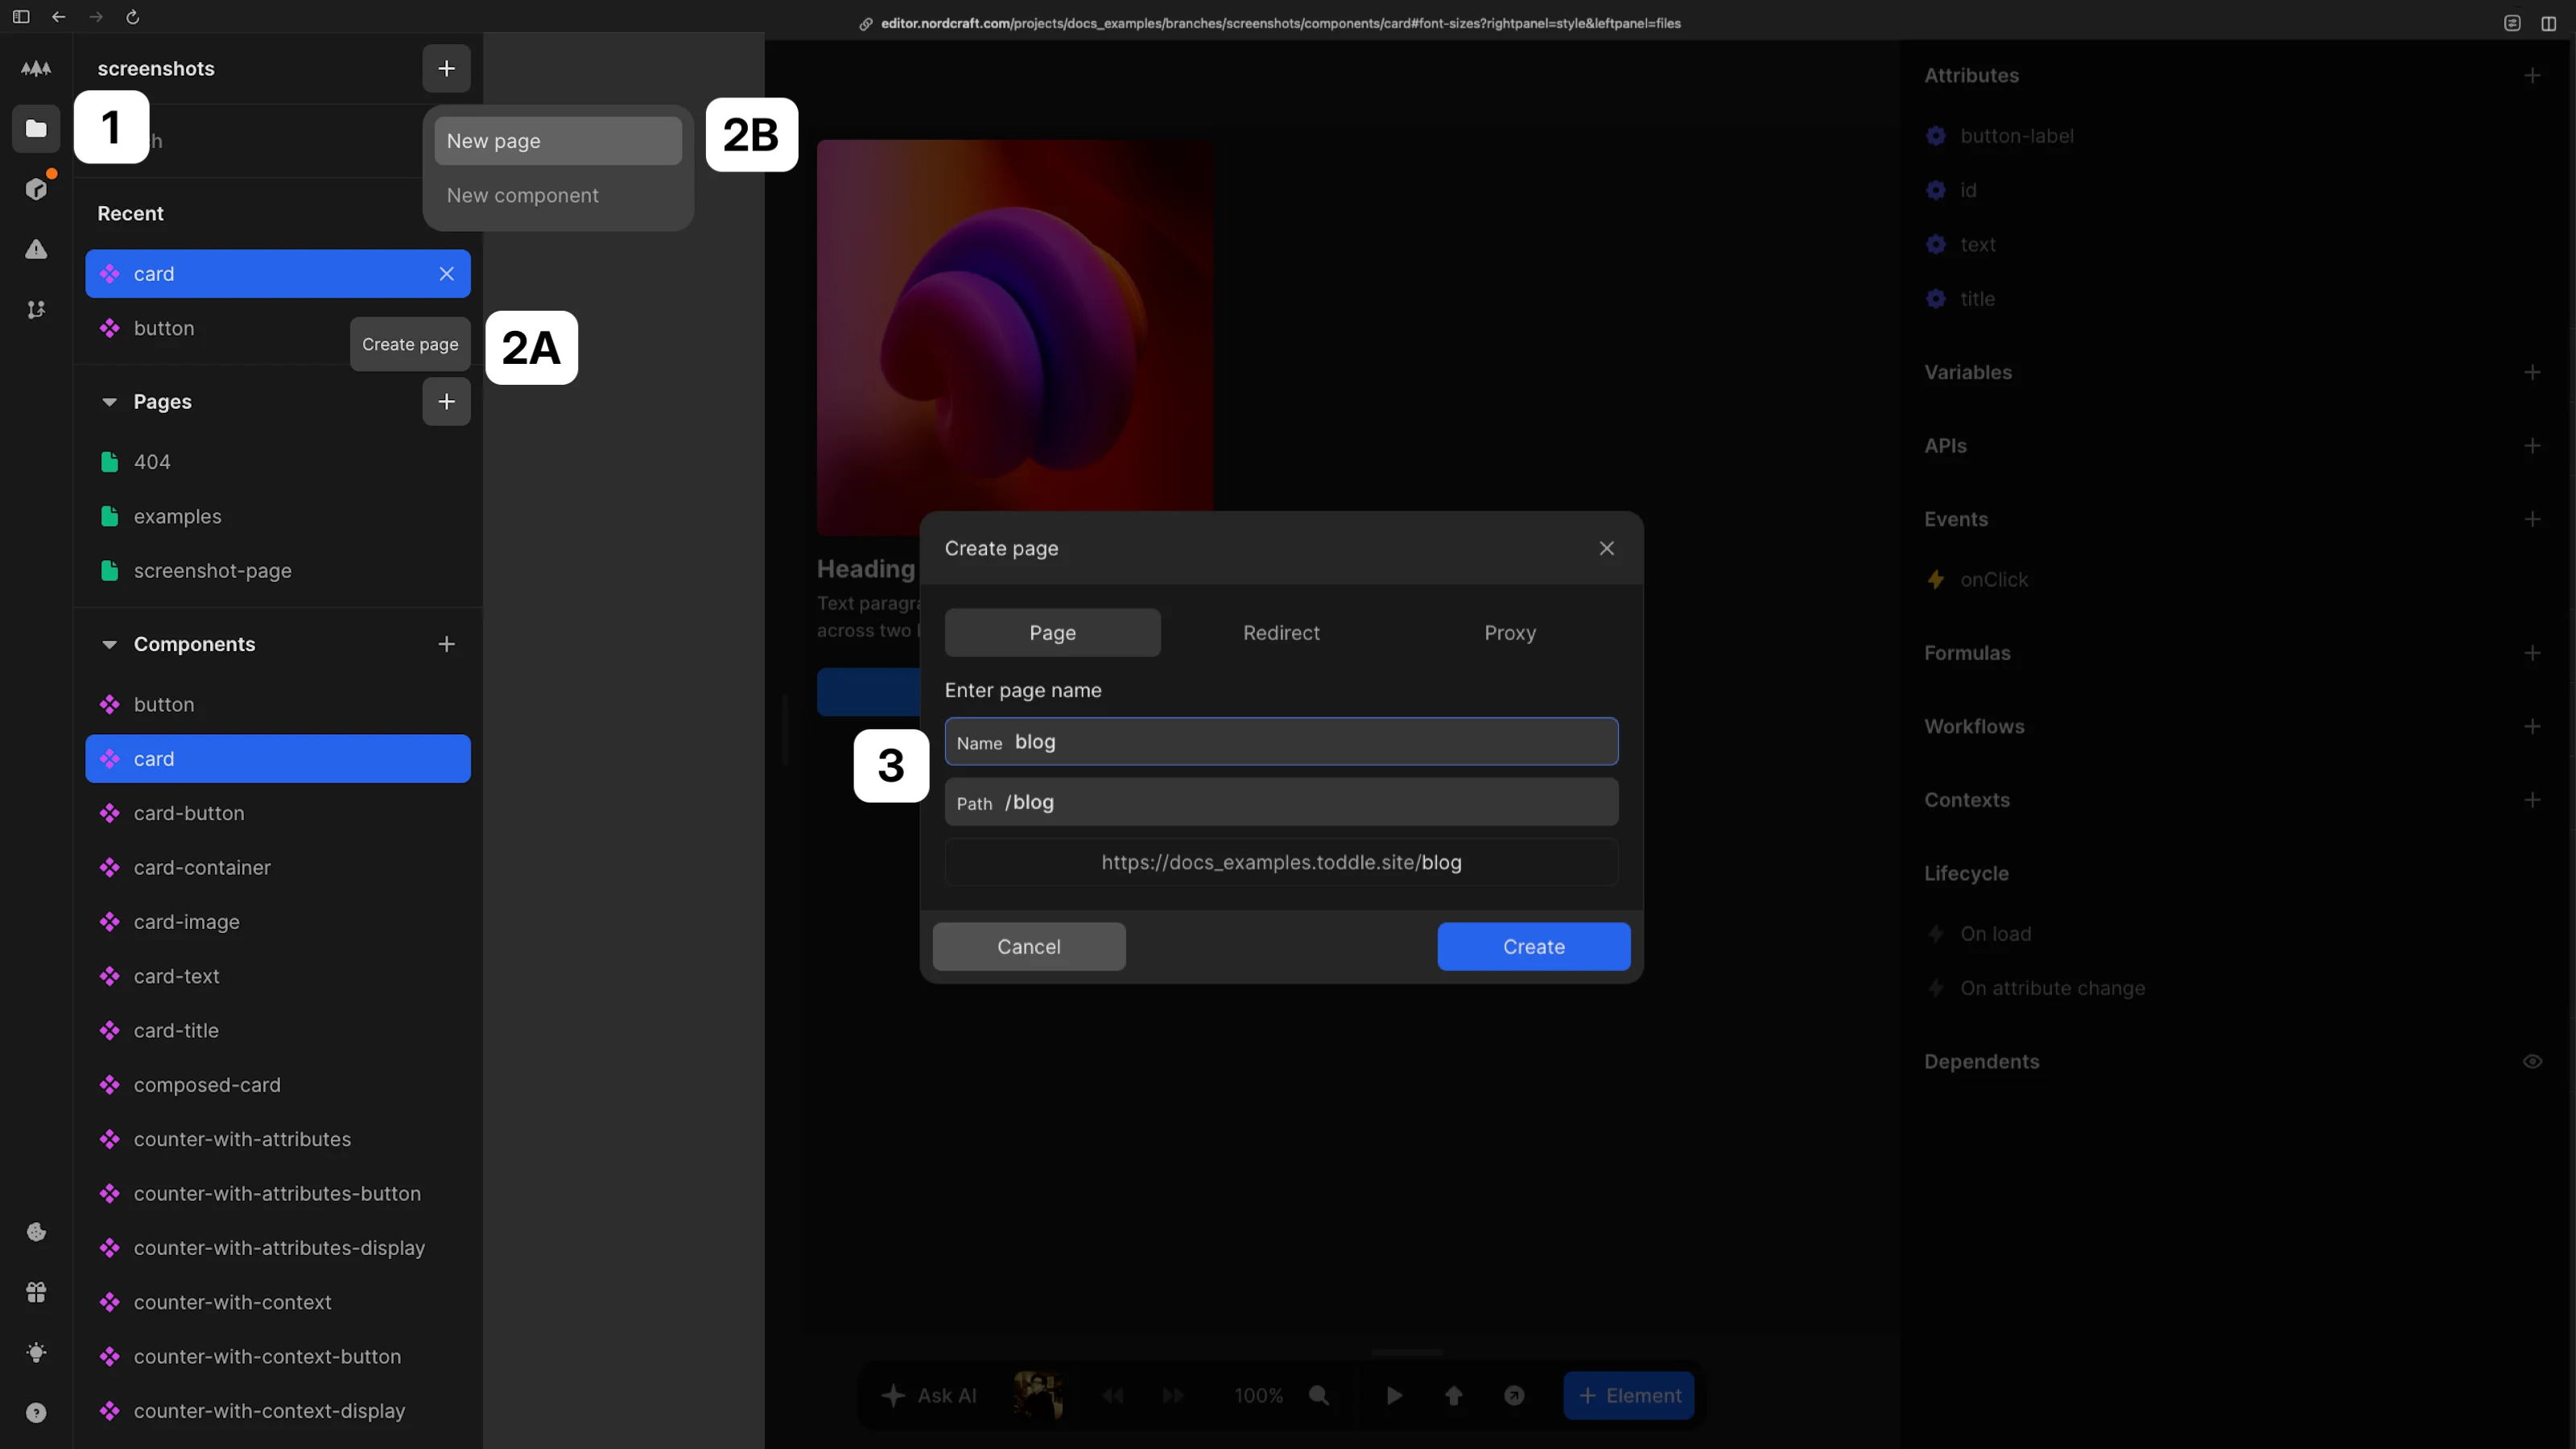 editor.nordcraft.com/projects/docs_examples/branches/screenshots/components/card#font-sizes?rightpanel=style&leftpanel=files
screenshots
1
h
New page
2B
New component
Recent
card
button
Create page
2A
Pages
404
examples
screenshot-page
Components
button
card
card-button
card-container
card-image
card-text
card-title
composed-card
counter-with-attributes
counter-with-attributes-button
counter-with-attributes-display
counter-with-context
counter-with-context-button
counter-with-context-display
Heading
Text paragra
across two
Create page
Page Redirect Proxy
Enter page name
Name blog
3
Path /blog
https://docs_examples.toddle.site/blog
Cancel Create
Ask AI 100% Element
Attributes
button-label
id
text
title
Variables
APIs
Events
onClick
Formulas
Workflows
Contexts
Lifecycle
On load
On attribute change
Dependents